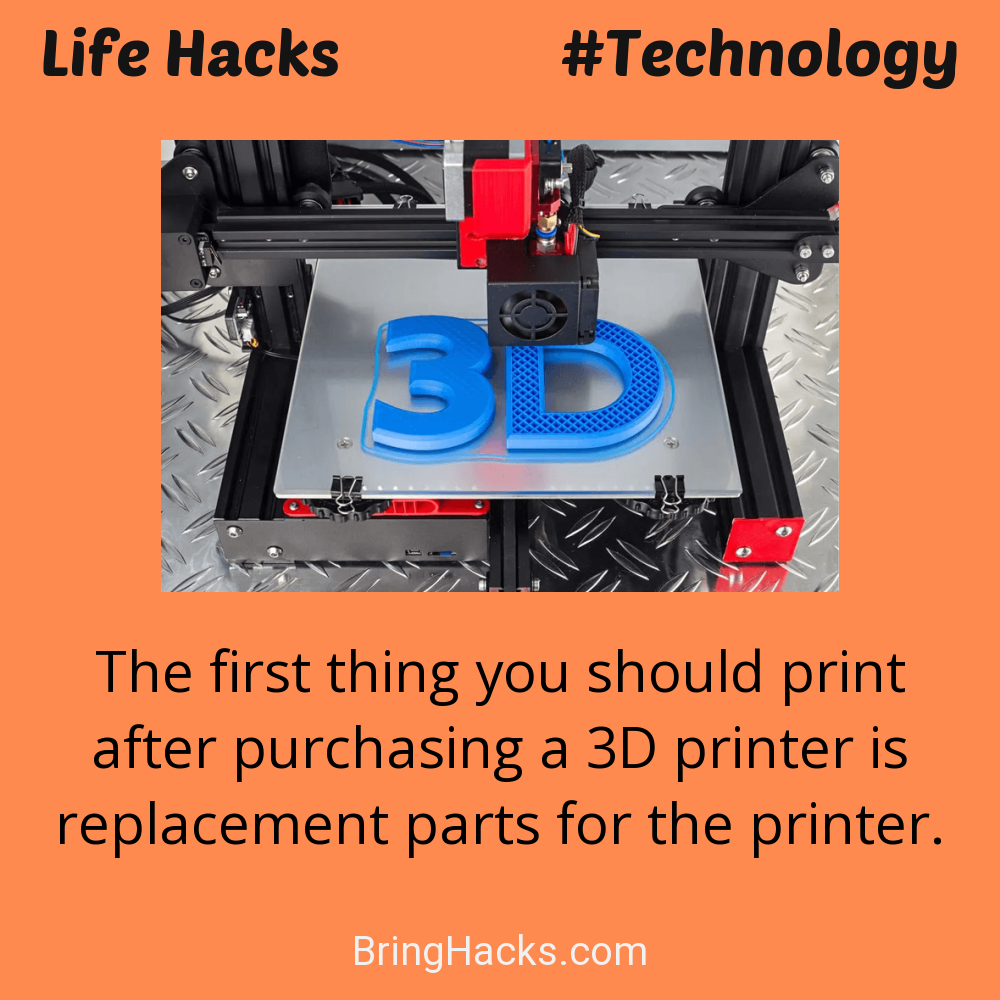 Life Hacks #Technology
3D
The first thing you should print
after purchasing a 3D printer is
replacement parts for the printer.
BringHacks.com